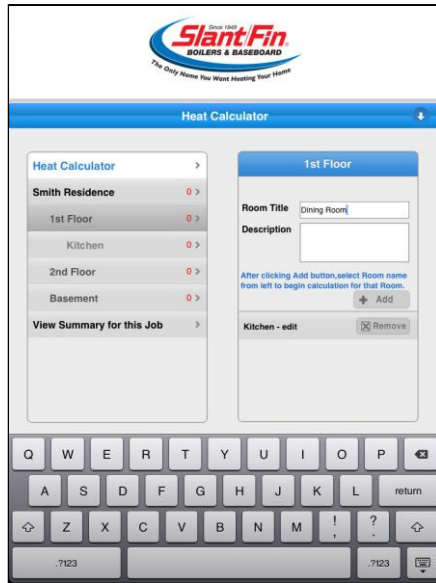 Since 1949
Slant/Fin
BOILERS & BASEBOARD
The Only Name You Want Heating Your Home
Heat Calculator
Heat Calculator >
Smith Residence 0 >
1st Floor 0 >
Kitchen 0 >
2nd Floor 0 >
Basement 0 >
View Summary for this Job >
1st Floor
Room Title Dining Room
Description
After clicking Add button,select Room name
from left to begin calculation for that Room.
+ Add
Kitchen - edit Remove
Q W E R T Y U I O P
A S D F G H J K L return
Z X C V B N M ! , ? .
.?123 .?123